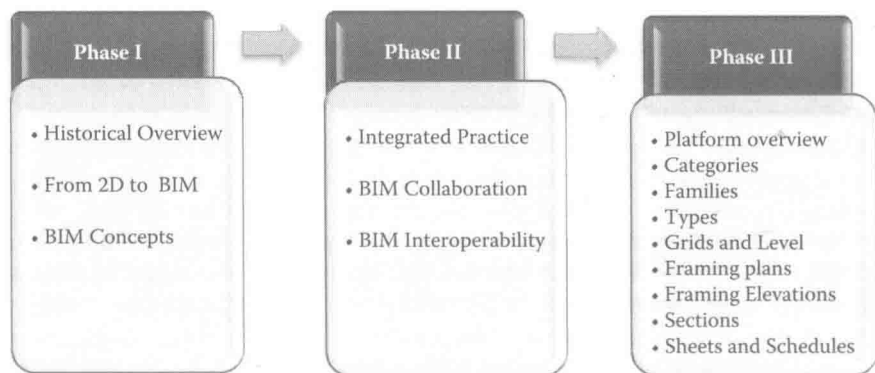 Phase I
• Historical Overview
• From 2D to BIM
• BIM Concepts
Phase II
• Integrated Practice
• BIM Collaboration
• BIM Interoperability
Phase III
• Platform overview
• Categories
• Families
• Types
• Grids and Level
• Framing plans
• Framing Elevations
• Sections
• Sheets and Schedules